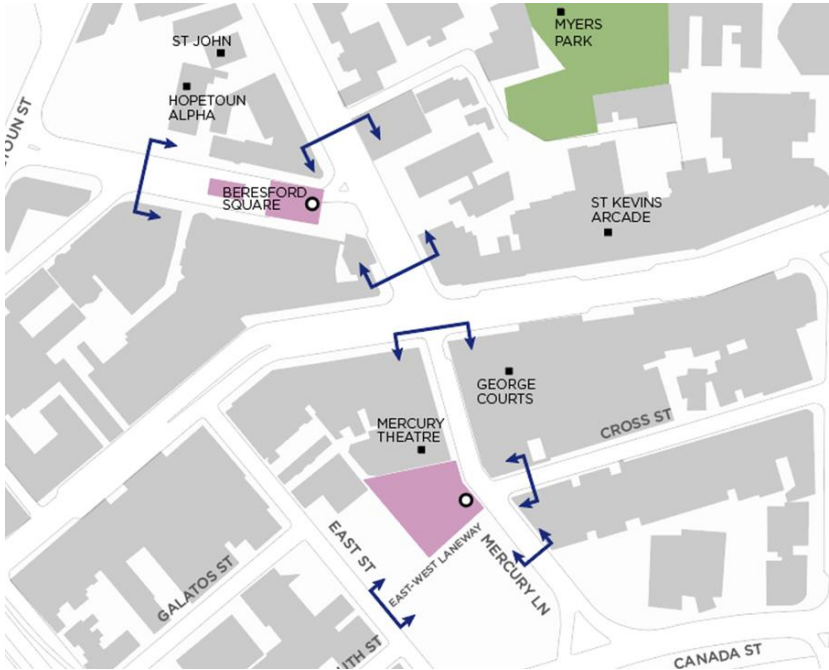 MYERS
PARK
ST JOHN
HOPETOUN
ALPHA
BERESFORD
SQUARE
ST KEVINS
ARCADE
GEORGE
COURTS
MERCURY
THEATRE
CROSS ST
EAST ST
EAST-WEST LANEWAY
MERCURY LN
GALATOS ST
CANADA ST